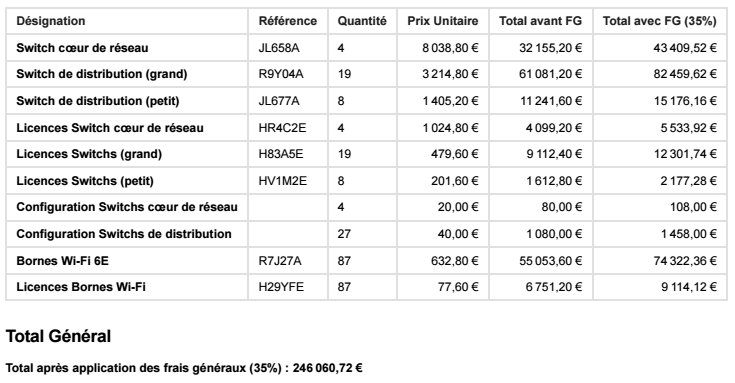 Désignation Référence Quantité Prix Unitaire Total avant FG Total avec FG (35%)
Switch cœur de réseau JL658A 4 8 038,80 € 32 155,20 € 43 409,52 €
Switch de distribution (grand) R9Y04A 19 3 214,80 € 61 081,20 € 82 459,62 €
Switch de distribution (petit) JL677A 8 1 405,20 € 11 241,60 € 15 176,16 €
Licences Switch cœur de réseau HR4C2E 4 1 024,80 € 4 099,20 € 5 533,92 €
Licences Switchs (grand) H83A5E 19 479,60 € 9 112,40 € 12 301,74 €
Licences Switchs (petit) HV1M2E 8 201,60 € 1 612,80 € 2 177,28 €
Configuration Switchs cœur de réseau 4 20,00 € 80,00 € 108,00 €
Configuration Switchs de distribution 27 40,00 € 1 080,00 € 1 458,00 €
Bornes Wi-Fi 6E R7J27A 87 632,80 € 55 053,60 € 74 322,36 €
Licences Bornes Wi-Fi H29YFE 87 77,60 € 6 751,20 € 9 114,12 €
Total Général
Total après application des frais généraux (35%) : 246 060,72 €